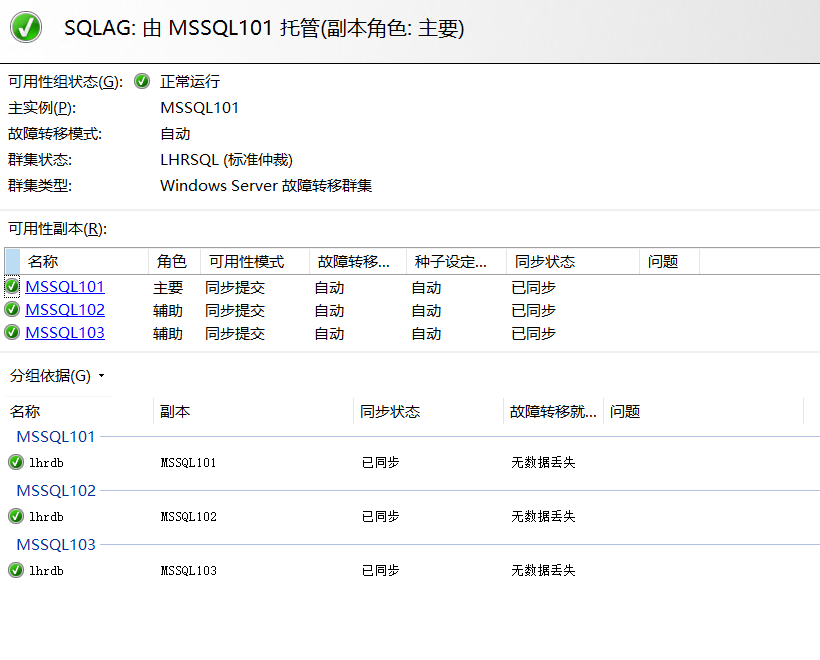 SQLAG: 由 MSSQL101 托管(副本角色: 主要)
可用性组状态(G): 正常运行
主实例(P): MSSQL101
故障转移模式: 自动
群集状态: LHRSQL (标准仲裁)
群集类型: Windows Server 故障转移群集
可用性副本(R):
名称 角色 可用性模式 故障转移... 种子设定... 同步状态 问题
MSSQL101 主要 同步提交 自动 自动 已同步
MSSQL102 辅助 同步提交 自动 自动 已同步
MSSQL103 辅助 同步提交 自动 自动 已同步
分组依据(G)
名称 副本 同步状态 故障转移就... 问题
MSSQL101
lhrdb MSSQL101 已同步 无数据丢失
MSSQL102
lhrdb MSSQL102 已同步 无数据丢失
MSSQL103
lhrdb MSSQL103 已同步 无数据丢失